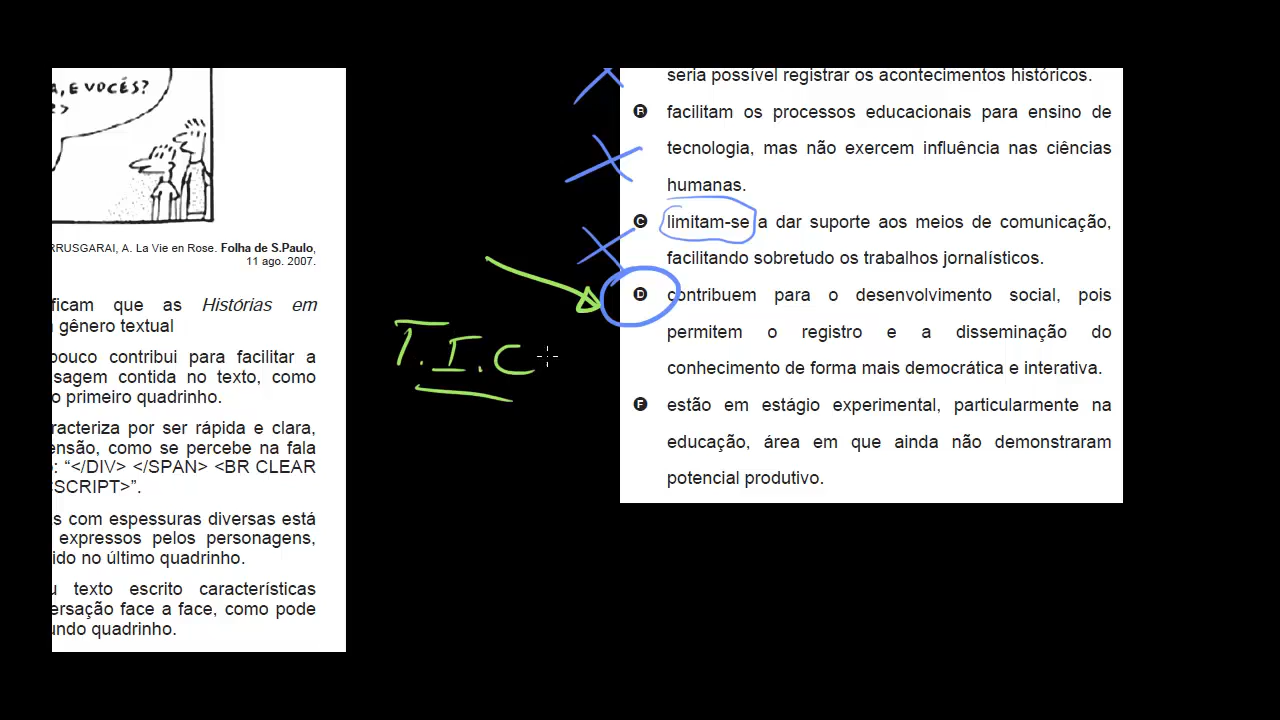 , E VOCÊS?
RRUSGARAI, A. La Vie en Rose. Folha de S.Paulo,
11 ago. 2007.
ficam que as Histórias em
gênero textual
pouco contribui para facilitar a
sagem contida no texto, como
o primeiro quadrinho.
racteriza por ser rápida e clara,
ensão, como se percebe na fala
: “</DIV> </SPAN> <BR CLEAR
SCRIPT>”.
s com espessuras diversas está
expressos pelos personagens,
ido no último quadrinho.
texto escrito características
ersação face a face, como pode
undo quadrinho.
T.I.C
seria possível registrar os acontecimentos históricos.
facilitam os processos educacionais para ensino de
tecnologia, mas não exercem influência nas ciências
humanas.
C limitam-se a dar suporte aos meios de comunicação,
facilitando sobretudo os trabalhos jornalísticos.
D contribuem para o desenvolvimento social, pois
permitem o registro e a disseminação do
conhecimento de forma mais democrática e interativa.
estão em estágio experimental, particularmente na
educação, área em que ainda não demonstraram
potencial produtivo.